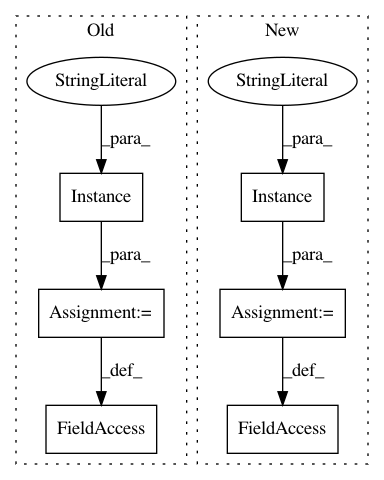 Old
StringLiteral
_para_
Instance
_para_
Assignment:=
_def_
FieldAccess
New
StringLiteral
_para_
Instance
_para_
Assignment:=
_def_
FieldAccess